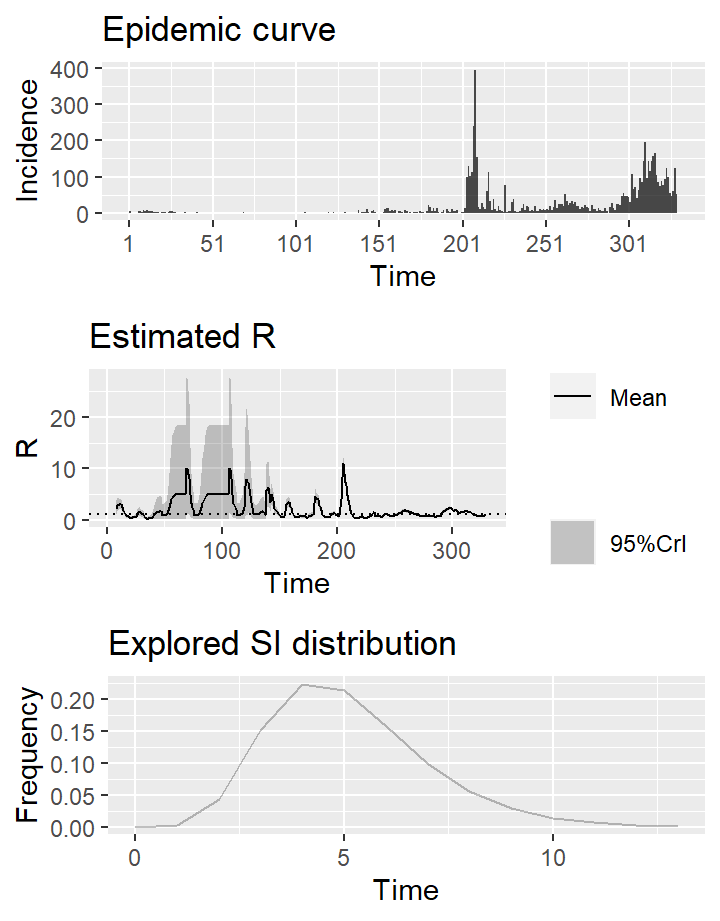 Epidemic curve
Incidence
400
300
200
100
0
1 51 101 151 201 251 301
Time
Estimated R
R
20
10
0
0 100 200 300
Time
Mean
95%CrI
Explored SI distribution
Frequency
0.20
0.15
0.10
0.05
0.00
0 5 10
Time